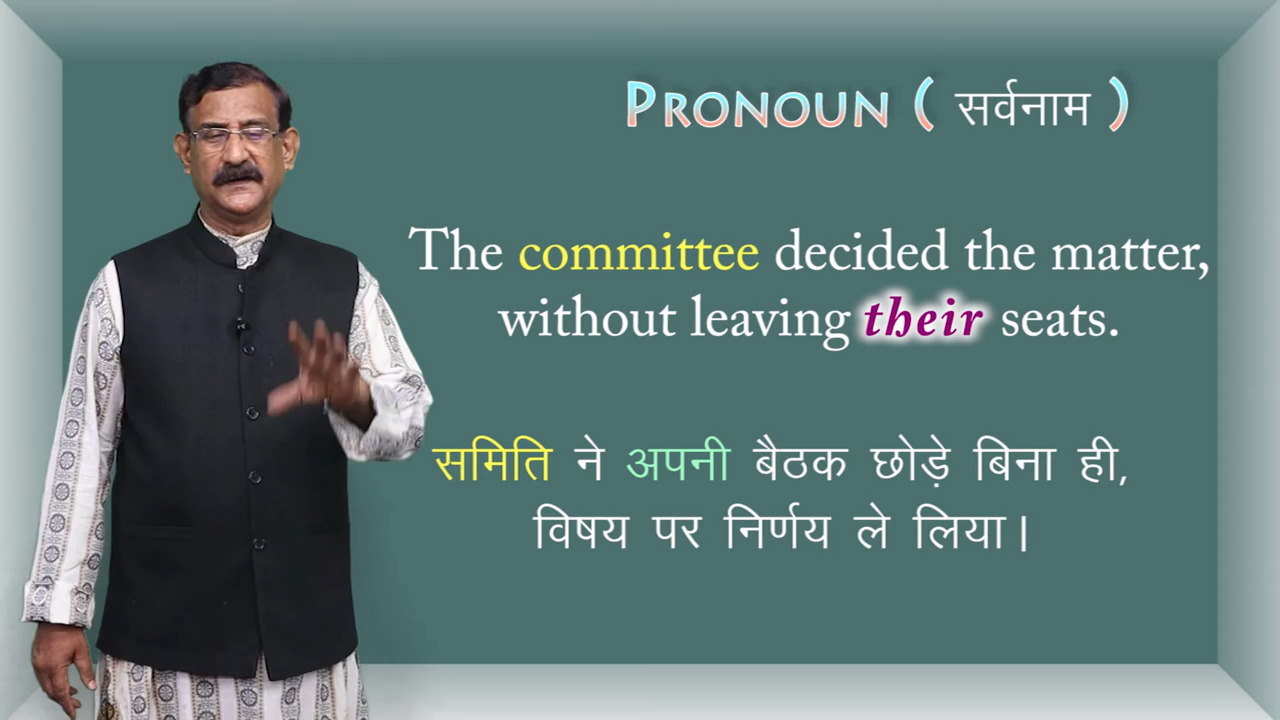 PRONOUN ( सर्वनाम )
The committee decided the matter,
without leaving their seats.
समिति ने अपनी बैठक छोड़े बिना ही,
विषय पर निर्णय ले लिया।